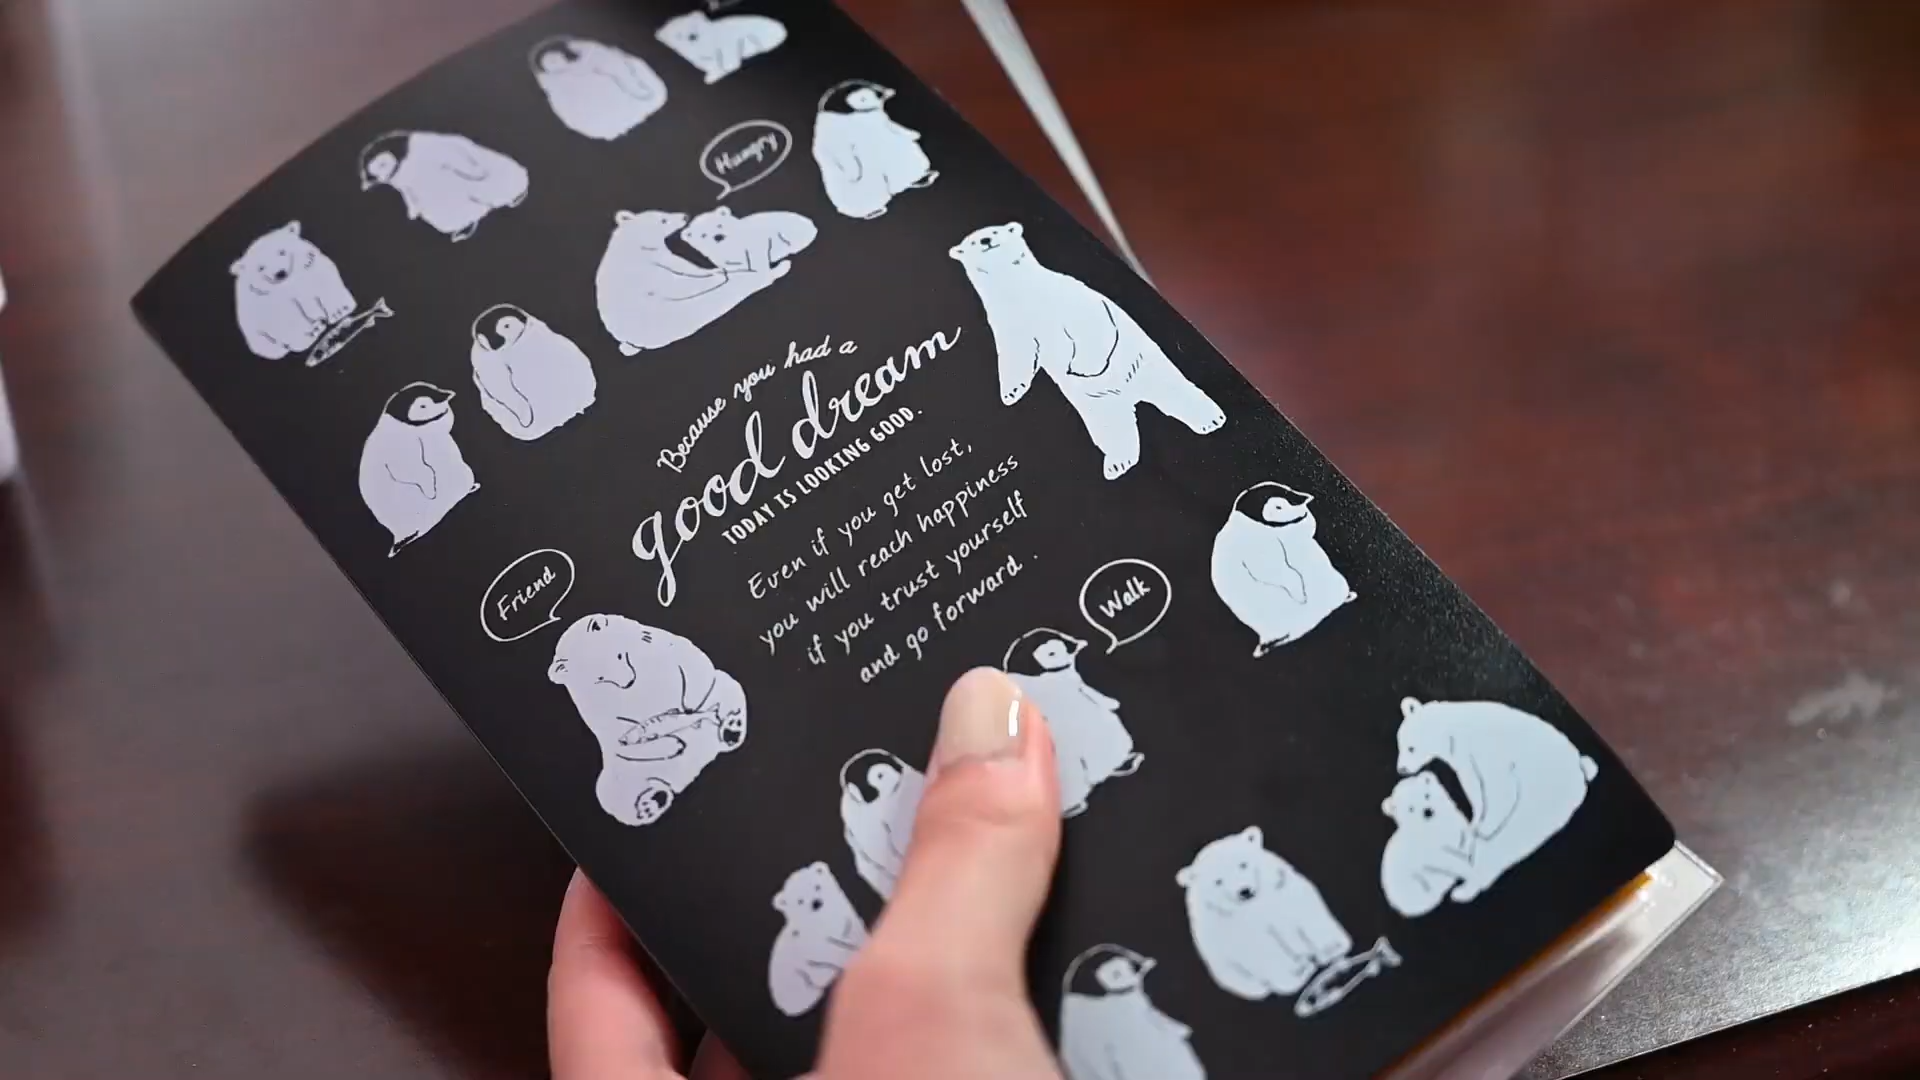 Hungry
Because you had a
good dream
TODAY IS LOOKING GOOD.
Even if you get lost,
you will reach happiness
if you trust yourself
and go forward.
Friend
Walk